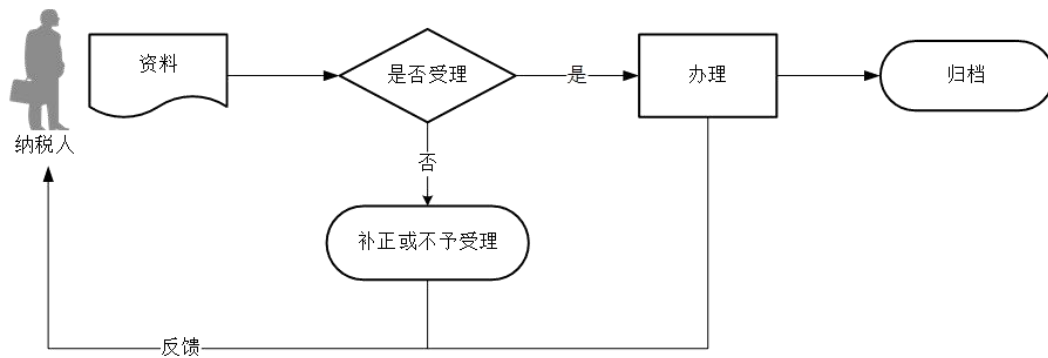 纳税人
资料
是否受理
是
办理
归档
否
补正或不予受理
反馈